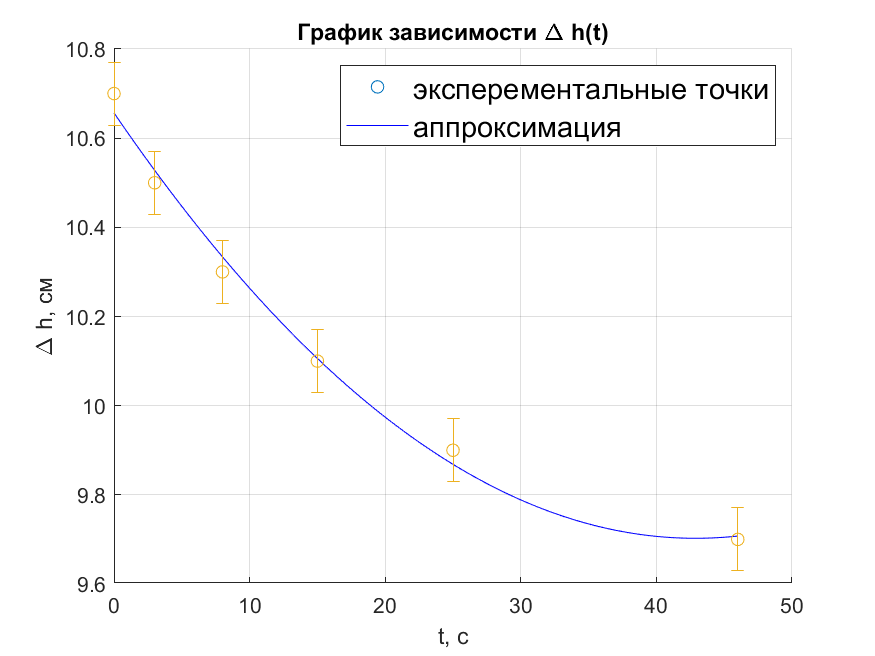 График зависимости Δ h(t)
эксперементальные точки
аппроксимация
Δ h, см
10.8
10.6
10.4
10.2
10
9.8
9.6
0 10 20 30 40 50
t, с